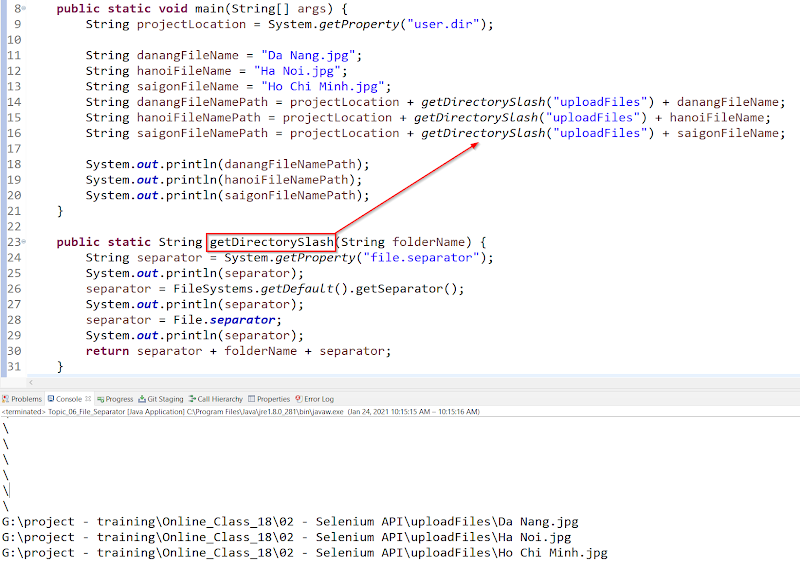 8 public static void main(String[] args) {
9 String projectLocation = System.getProperty("user.dir");
10
11 String danangFileName = "Da Nang.jpg";
12 String hanoiFileName = "Ha Noi.jpg";
13 String saigonFileName = "Ho Chi Minh.jpg";
14 String danangFileNamePath = projectLocation + getDirectorySlash("uploadFiles") + danangFileName;
15 String hanoiFileNamePath = projectLocation + getDirectorySlash("uploadFiles") + hanoiFileName;
16 String saigonFileNamePath = projectLocation + getDirectorySlash("uploadFiles") + saigonFileName;
17
18 System.out.println(danangFileNamePath);
19 System.out.println(hanoiFileNamePath);
20 System.out.println(saigonFileNamePath);
21 }
22
23 public static String getDirectorySlash(String folderName) {
24 String separator = System.getProperty("file.separator");
25 System.out.println(separator);
26 separator = FileSystems.getDefault().getSeparator();
27 System.out.println(separator);
28 separator = File.separator;
29 System.out.println(separator);
30 return separator + folderName + separator;
31 }
Problems Console Progress Git Staging Call Hierarchy Properties Error Log
<terminated> Topic_06_File_Separator [Java Application] C:\Program Files\Java\jre1.8.0_281\bin\javaw.exe (Jan 24, 2021 10:15:15 AM – 10:15:16 AM)
\
\
\
\
\
\
G:\project - training\Online_Class_18\02 - Selenium API\uploadFiles\Da Nang.jpg
G:\project - training\Online_Class_18\02 - Selenium API\uploadFiles\Ha Noi.jpg
G:\project - training\Online_Class_18\02 - Selenium API\uploadFiles\Ho Chi Minh.jpg